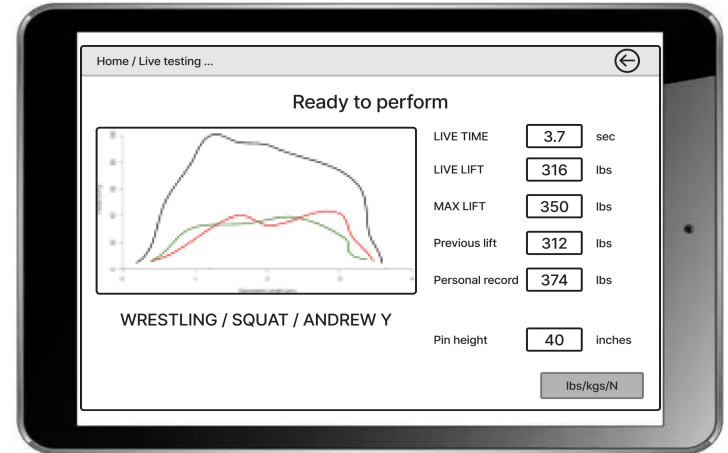 Home / Live testing ...
Ready to perform
LIVE TIME 3.7 sec
LIVE LIFT 316 lbs
MAX LIFT 350 lbs
Previous lift 312 lbs
Personal record 374 lbs
WRESTLING / SQUAT / ANDREW Y
Pin height 40 inches
lbs/kgs/N